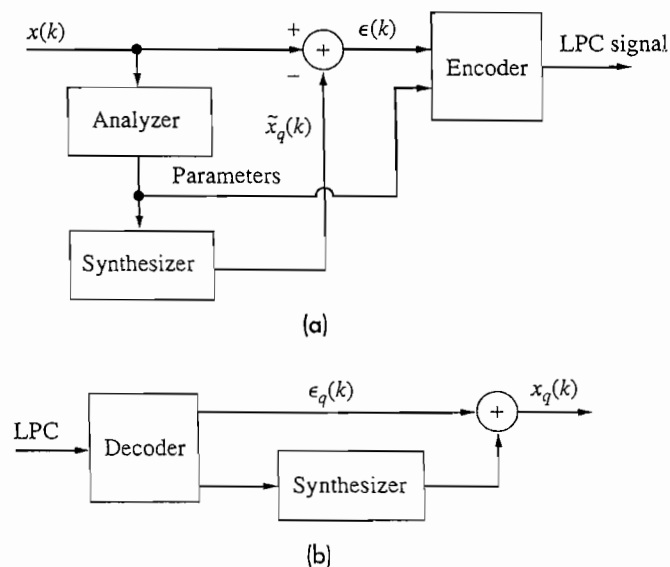 x(k)
+
+
ϵ(k)
LPC signal
−
Encoder
Analyzer
x̃_q(k)
Parameters
Synthesizer
(a)
ϵ_q(k)
x_q(k)
LPC
+
Decoder
Synthesizer
(b)